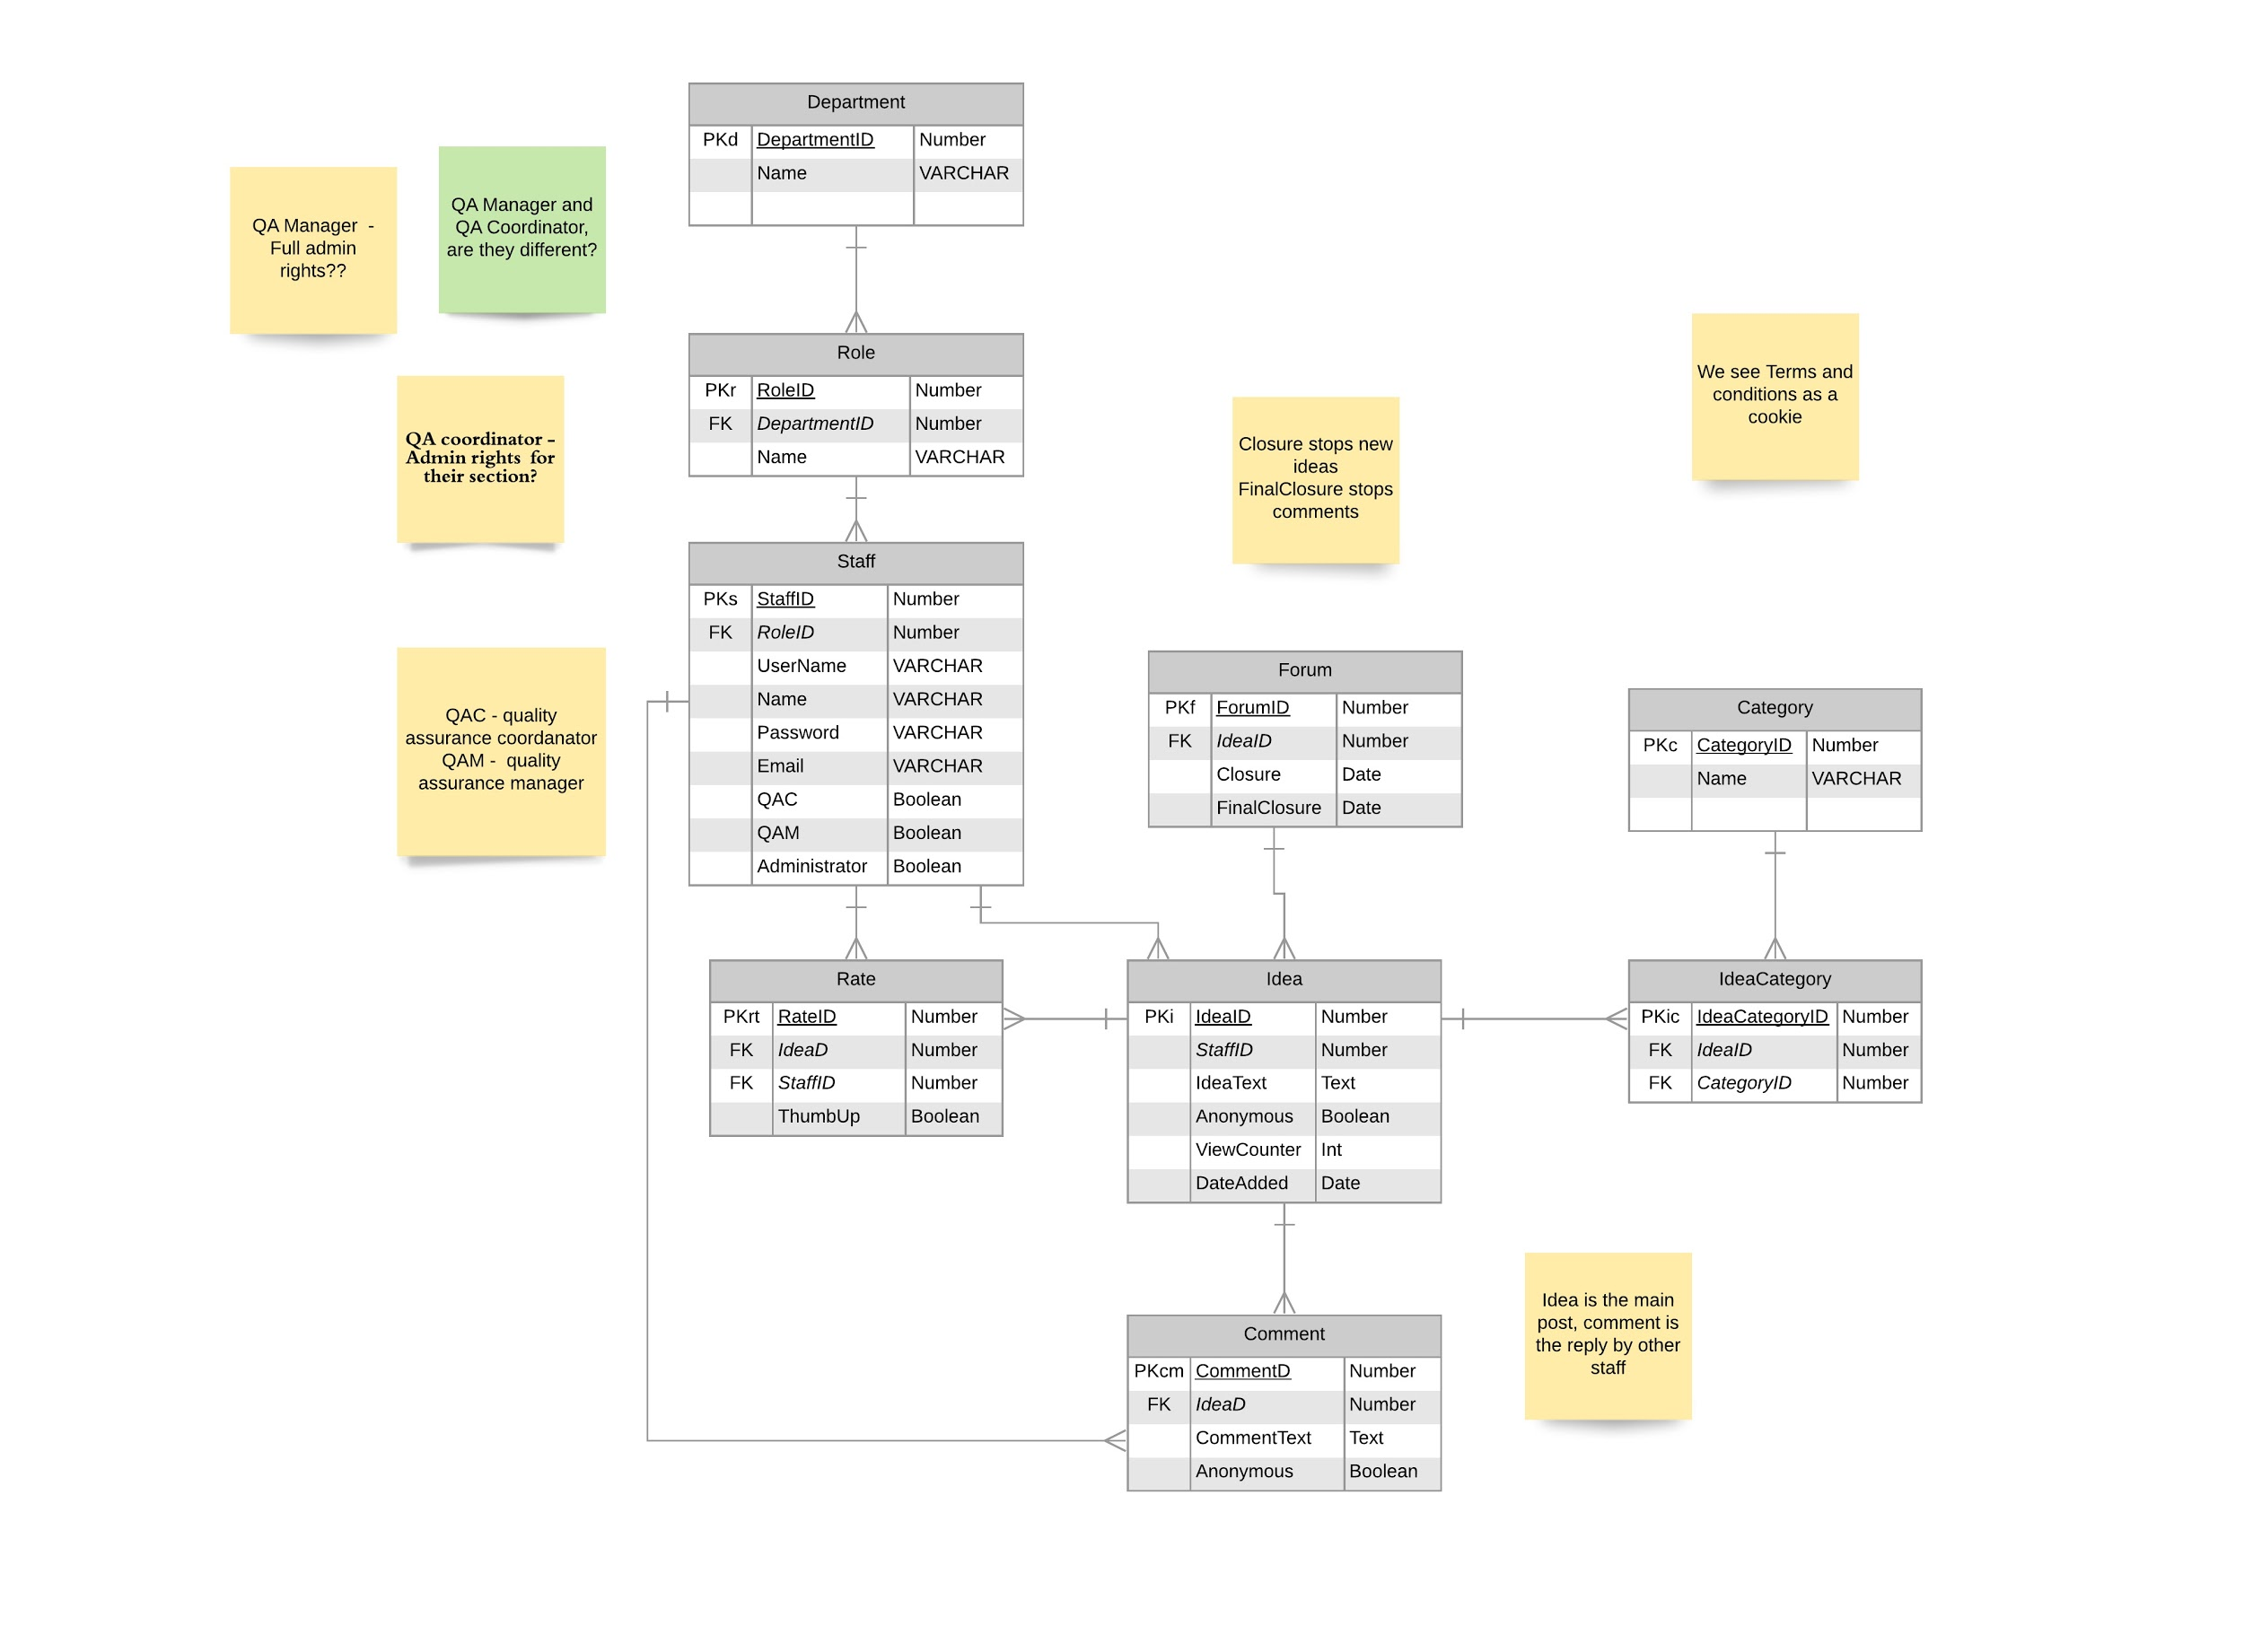 Department
PKd DepartmentID Number
Name VARCHAR
QA Manager -
Full admin
rights??
QA Manager and
QA Coordinator,
are they different?
Role
PKr RoleID Number
FK DepartmentID Number
Name VARCHAR
QA coordinator -
Admin rights for
their section?
We see Terms and
conditions as a
cookie
Closure stops new
ideas
FinalClosure stops
comments
Staff
PKs StaffID Number
FK RoleID Number
UserName VARCHAR
Name VARCHAR
Password VARCHAR
Email VARCHAR
QAC Boolean
QAM Boolean
Administrator Boolean
QAC - quality
assurance coordanator
QAM - quality
assurance manager
Forum
PKf ForumID Number
FK IdeaID Number
Closure Date
FinalClosure Date
Category
PKc CategoryID Number
Name VARCHAR
Rate
PKrt RateID Number
FK IdeaD Number
FK StaffID Number
ThumbUp Boolean
Idea
PKi IdeaID Number
StaffID Number
IdeaText Text
Anonymous Boolean
ViewCounter Int
DateAdded Date
IdeaCategory
PKic IdeaCategoryID Number
FK IdeaID Number
FK CategoryID Number
Comment
PKcm CommentD Number
FK IdeaD Number
CommentText Text
Anonymous Boolean
Idea is the main
post, comment is
the reply by other
staff